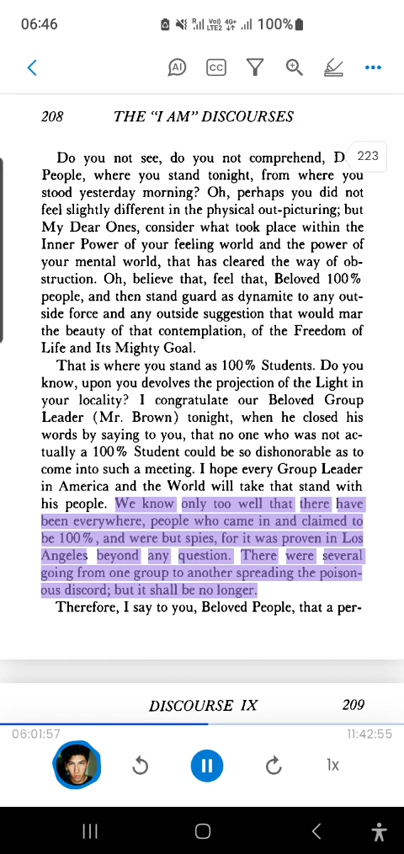 06:46
R Vo)) 4G+
LTE2
100%
AI
CC
208 THE “I AM” DISCOURSES
223
Do you not see, do you not comprehend, D
People, where you stand tonight, from where you
stood yesterday morning? Oh, perhaps you did not
feel slightly different in the physical out-picturing; but
My Dear Ones, consider what took place within the
Inner Power of your feeling world and the power of
your mental world, that has cleared the way of ob-
struction. Oh, believe that, feel that, Beloved 100%
people, and then stand guard as dynamite to any out-
side force and any outside suggestion that would mar
the beauty of that contemplation, of the Freedom of
Life and Its Mighty Goal.
That is where you stand as 100% Students. Do you
know, upon you devolves the projection of the Light in
your locality? I congratulate our Beloved Group
Leader (Mr. Brown) tonight, when he closed his
words by saying to you, that no one who was not ac-
tually a 100% Student could be so dishonorable as to
come into such a meeting. I hope every Group Leader
in America and the World will take that stand with
his people. We know only too well that there have
been everywhere, people who came in and claimed to
be 100%, and were but spies, for it was proven in Los
Angeles beyond any question. There were several
going from one group to another spreading the poison-
ous discord; but it shall be no longer.
Therefore, I say to you, Beloved People, that a per-
DISCOURSE IX 209
06:01:57 11:42:55
1x